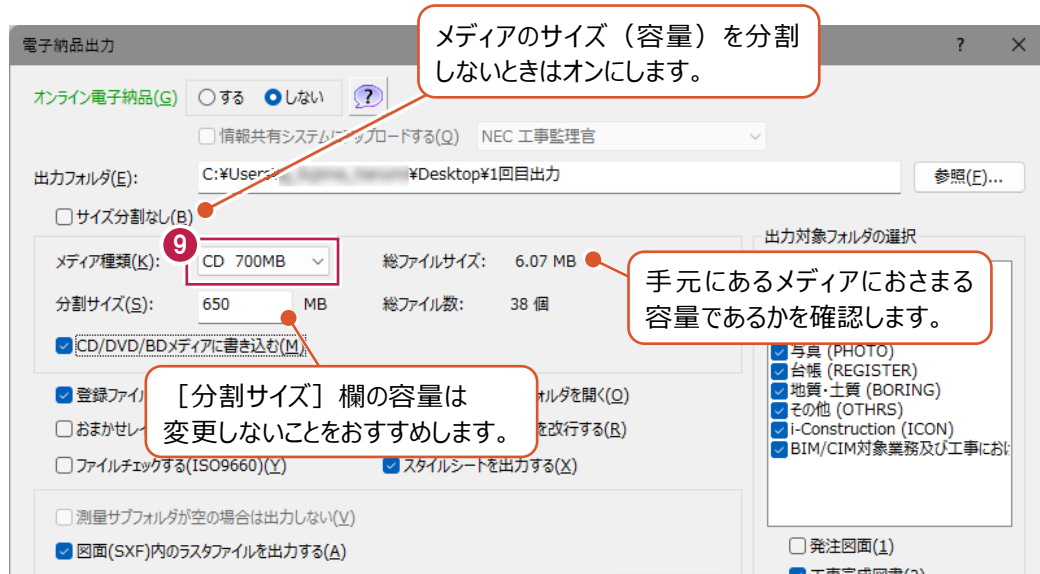 メディアのサイズ（容量）を分割
しないときはオンにします。
電子納品出力 ? ×
オンライン電子納品(G) する しない ?
情報共有システムにアップロードする(Q) NEC 工事監理官
出力フォルダ(E): C:¥Users¥ ¥Desktop¥1回目出力 参照(F)...
サイズ分割なし(B)
9
メディア種類(K): CD 700MB 総ファイルサイズ: 6.07 MB
出力対象フォルダの選択
手元にあるメディアにおさまる
容量であるかを確認します。
分割サイズ(S): 650 MB 総ファイル数: 38 個
CD/DVD/BDメディアに書き込む(M)
写真 (PHOTO)
台帳 (REGISTER)
地質・土質 (BORING)
その他 (OTHRS)
i-Construction (ICON)
BIM/CIM対象業務及び工事におけ
［分割サイズ］欄の容量は
変更しないことをおすすめします。
登録ファイル ォルダを開く(O)
おまかせレイ を改行する(R)
ファイルチェックする(ISO9660)(Y) スタイルシートを出力する(X)
測量サブフォルダが空の場合は出力しない(V)
図面(SXF)内のラスタファイルを出力する(A)
発注図面(1)